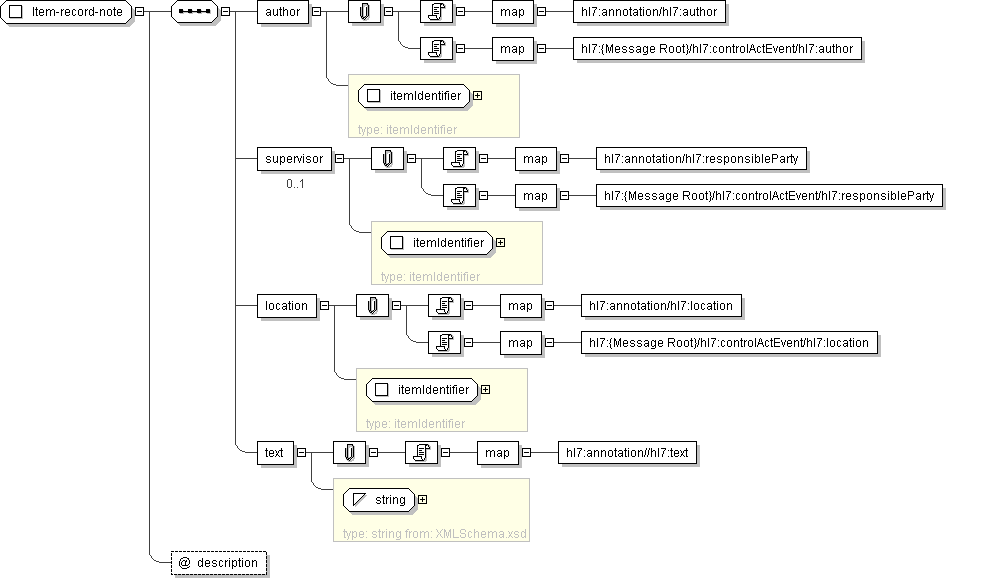 Item-record-note
author
map
hl7:annotation/hl7:author
map
hl7:{Message Root}/hl7:controlActEvent/hl7:author
itemIdentifier
type: itemIdentifier
supervisor
0..1
map
hl7:annotation/hl7:responsibleParty
map
hl7:{Message Root}/hl7:controlActEvent/hl7:responsibleParty
itemIdentifier
type: itemIdentifier
location
map
hl7:annotation/hl7:location
map
hl7:{Message Root}/hl7:controlActEvent/hl7:location
itemIdentifier
type: itemIdentifier
text
map
hl7:annotation//hl7:text
string
type: string from: XMLSchema.xsd
@ description